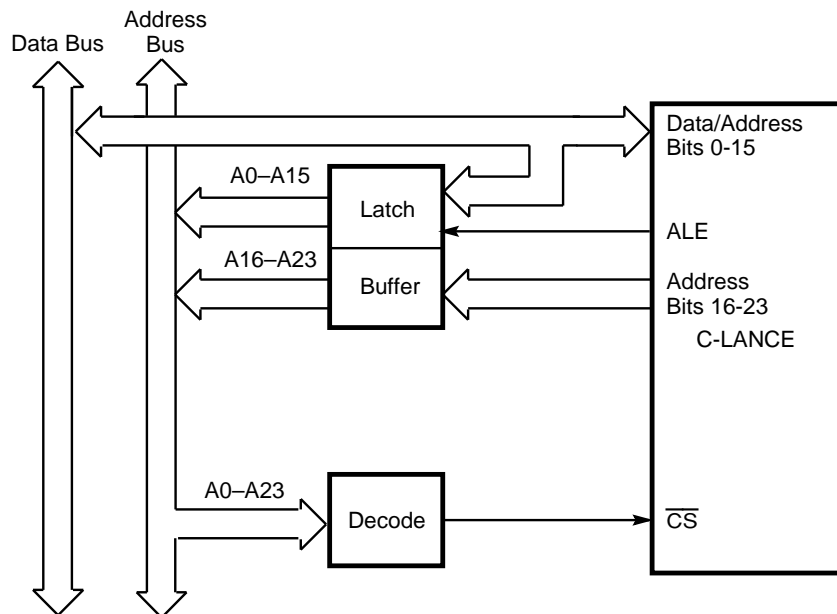 Address
Bus
Data Bus
Data/Address
Bits 0-15
A0–A15
Latch
ALE
A16–A23
Buffer
Address
Bits 16-23
C-LANCE
A0–A23
Decode
C̅S̅